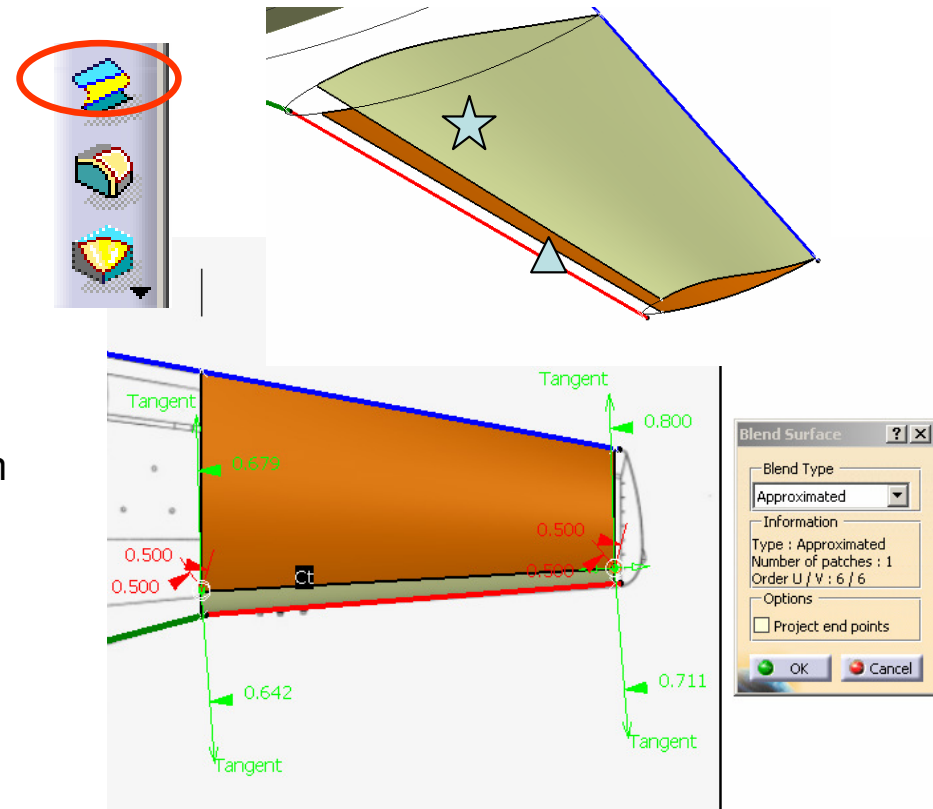 Tangent
0.800
Tangent
0.579
n
0.500
0.500
0.500
0.500
Ct
0.642
0.711
Tangent
Tangent
Blend Surface
Blend Type
Approximated
Information
Type : Approximated
Number of patches : 1
Order U / V : 6 / 6
Options
Project end points
OK
Cancel